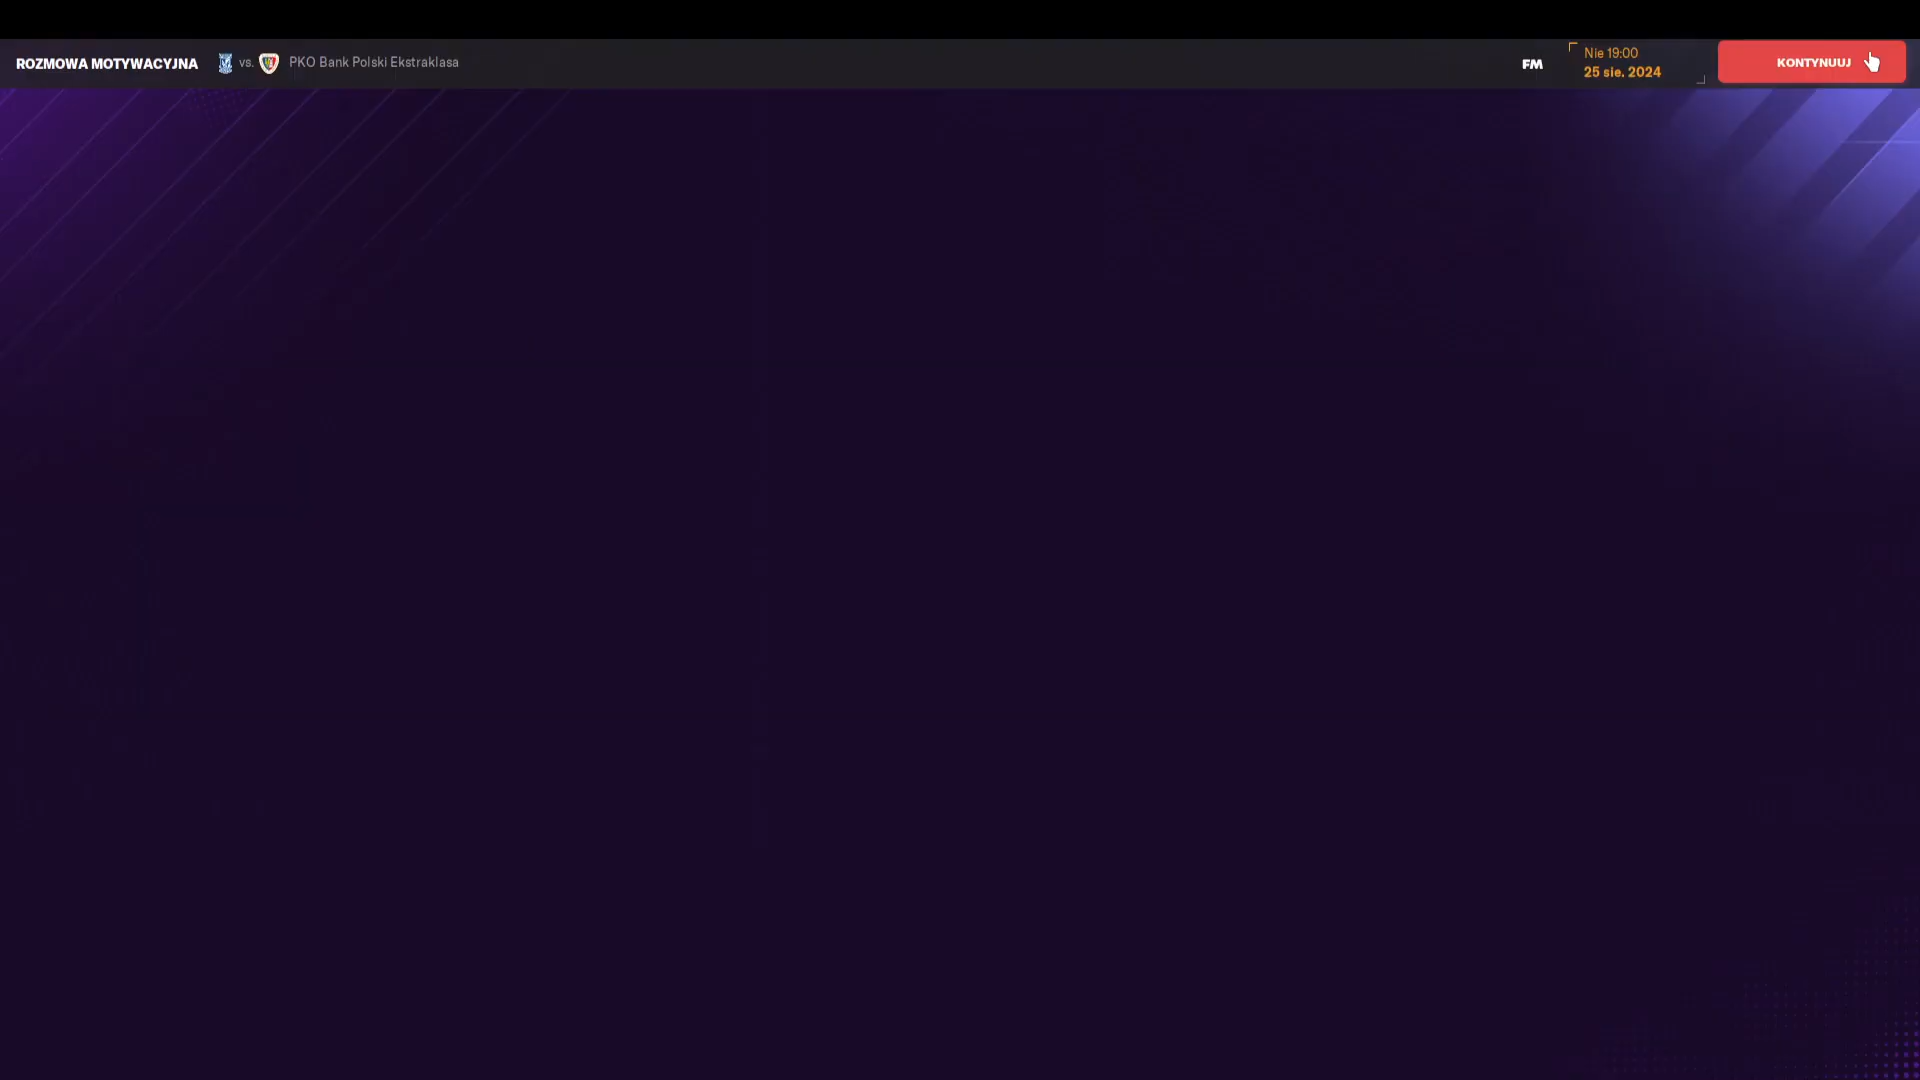 ROZMOWA MOTYWACYJNA vs. PKO Bank Polski Ekstraklasa
FM
Nie 19:00
25 sie. 2024
KONTYNUUJ